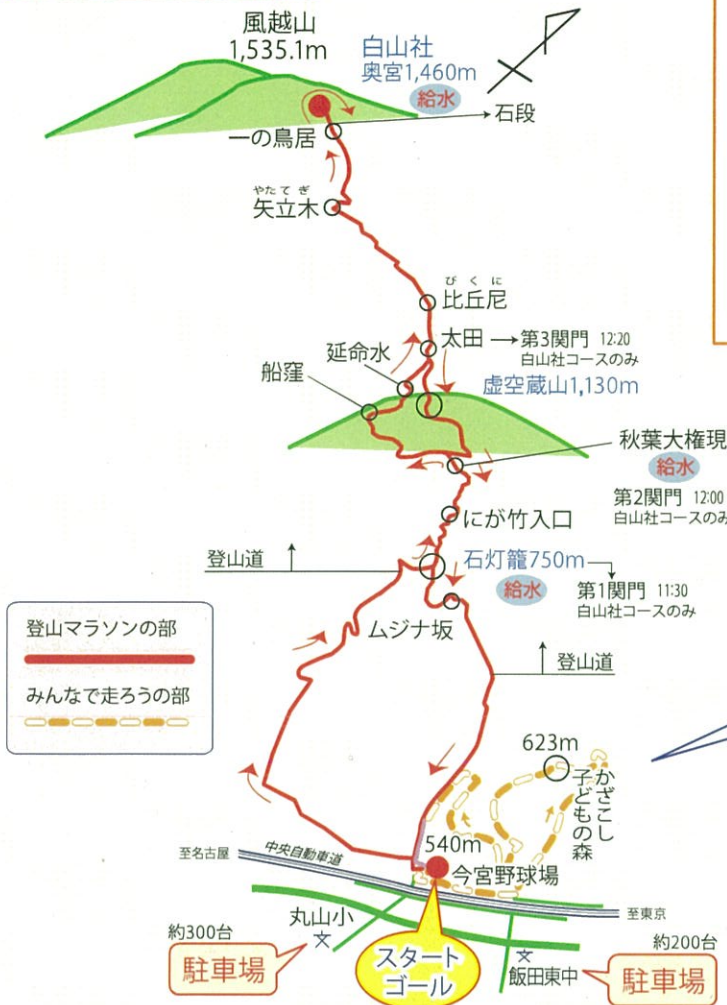 風越山
1,535.1m
白山社
奥宮1,460m
給水
一の鳥居
石段
やたてぎ
矢立木
びくに
比丘尼
太田
第3関門 12:20
白山社コースのみ
延命水
船窪
虚空蔵山1,130m
秋葉大権現
給水
第2関門 12:00
白山社コースのみ
にが竹入口
登山道
石灯籠750m
給水
第1関門 11:30
白山社コースのみ
ムジナ坂
登山道
登山マラソンの部
みんなで走ろうの部
623m
かざこし
子どもの森
540m
今宮野球場
至名古屋
中央自動車道
至東京
丸山小
文
約300台
駐車場
スタート
ゴール
文
飯田東中
約200台
駐車場